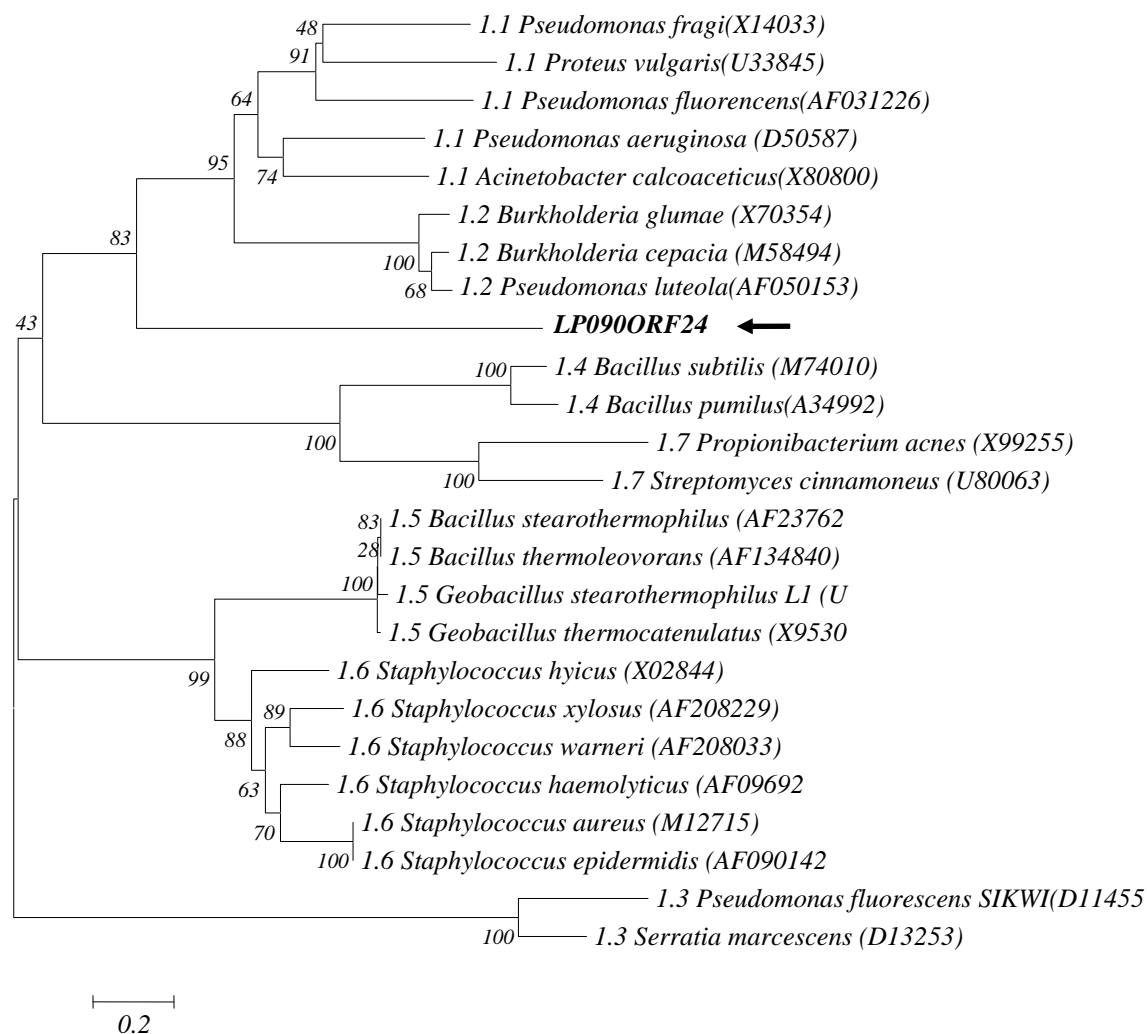 1.1 Pseudomonas fragi(X14033)
48
1.1 Proteus vulgaris(U33845)
91
1.1 Pseudomonas fluorencens(AF031226)
64
1.1 Pseudomonas aeruginosa (D50587)
95
74
1.1 Acinetobacter calcoaceticus(X80800)
1.2 Burkholderia glumae (X70354)
83
1.2 Burkholderia cepacia (M58494)
100
68
1.2 Pseudomonas luteola(AF050153)
43
LP090ORF24
100
1.4 Bacillus subtilis (M74010)
1.4 Bacillus pumilus(A34992)
100
1.7 Propionibacterium acnes (X99255)
100
1.7 Streptomyces cinnamoneus (U80063)
83
1.5 Bacillus stearothermophilus (AF23762
28
1.5 Bacillus thermoleovorans (AF134840)
100
1.5 Geobacillus stearothermophilus L1 (U
1.5 Geobacillus thermocatenulatus (X9530
99
1.6 Staphylococcus hyicus (X02844)
89
1.6 Staphylococcus xylosus (AF208229)
88
1.6 Staphylococcus warneri (AF208033)
63
1.6 Staphylococcus haemolyticus (AF09692
70
1.6 Staphylococcus aureus (M12715)
100
1.6 Staphylococcus epidermidis (AF090142
1.3 Pseudomonas fluorescens SIKWI(D11455
100
1.3 Serratia marcescens (D13253)
0.2